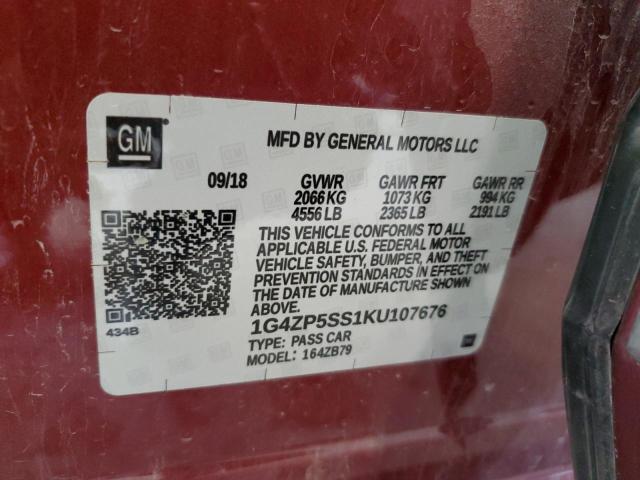 GM
MFD BY GENERAL MOTORS LLC
09/18 GVWR GAWR FRT GAWR RR
2066 KG 1073 KG 994 KG
4556 LB 2365 LB 2191 LB
THIS VEHICLE CONFORMS TO ALL
APPLICABLE U.S. FEDERAL MOTOR
VEHICLE SAFETY, BUMPER, AND THEFT
PREVENTION STANDARDS IN EFFECT ON
THE DATE OF MANUFACTURE SHOWN
ABOVE.
434B
1G4ZP5SS1KU107676
TYPE: PASS CAR
MODEL: 164ZB79
GM